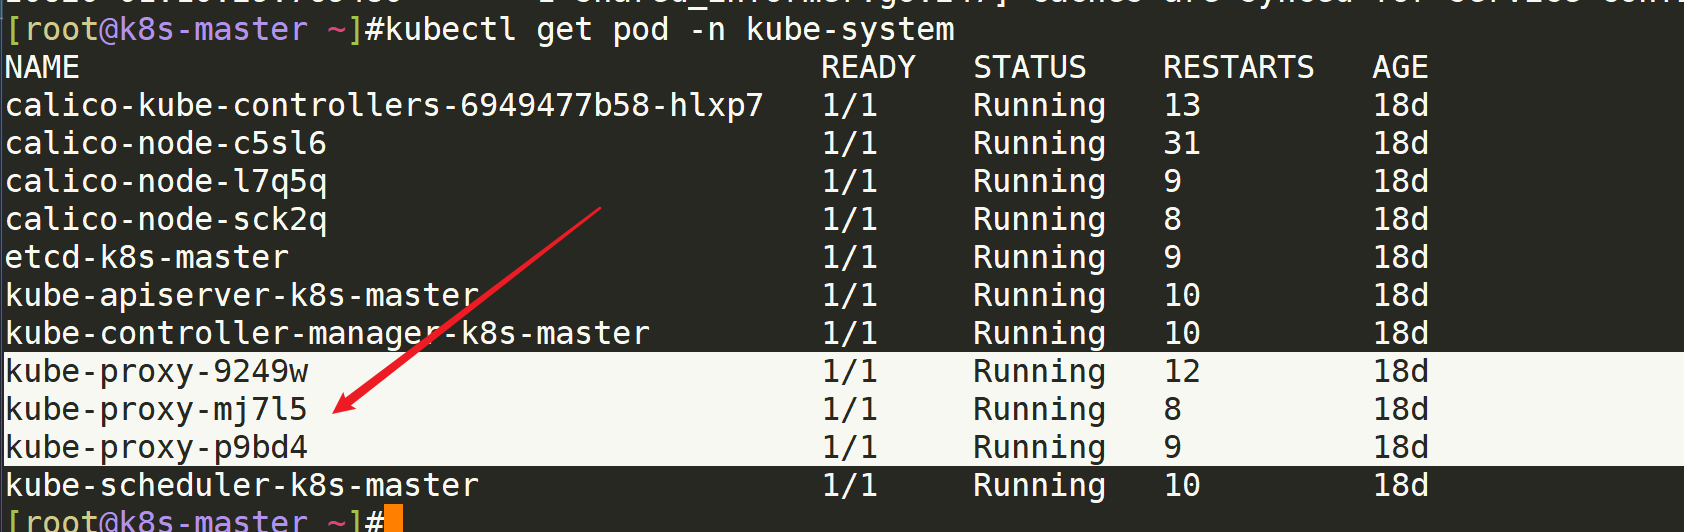 [root@k8s-master ~]#kubectl get pod -n kube-system
NAME READY STATUS RESTARTS AGE
calico-kube-controllers-6949477b58-hlxp7 1/1 Running 13 18d
calico-node-c5sl6 1/1 Running 31 18d
calico-node-l7q5q 1/1 Running 9 18d
calico-node-sck2q 1/1 Running 8 18d
etcd-k8s-master 1/1 Running 9 18d
kube-apiserver-k8s-master 1/1 Running 10 18d
kube-controller-manager-k8s-master 1/1 Running 10 18d
kube-proxy-9249w 1/1 Running 12 18d
kube-proxy-mj7l5 1/1 Running 8 18d
kube-proxy-p9bd4 1/1 Running 9 18d
kube-scheduler-k8s-master 1/1 Running 10 18d
[root@k8s-master ~]#